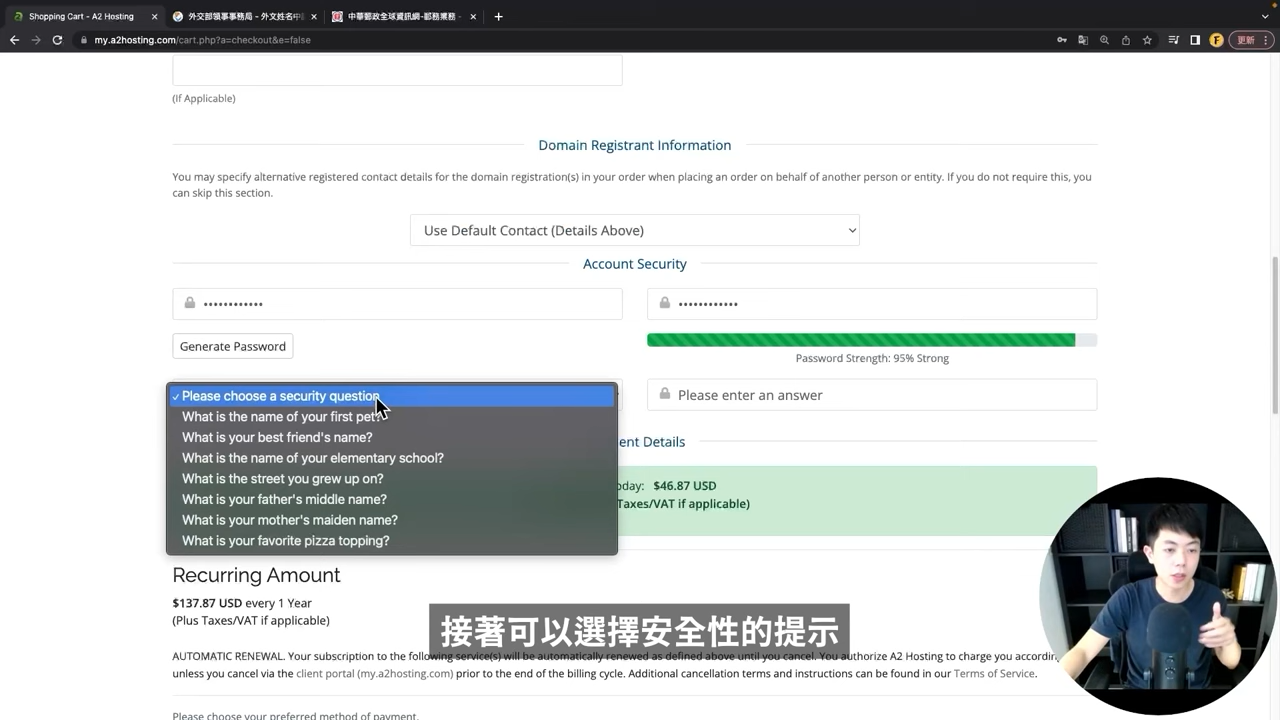 Shopping Cart - A2 Hosting
外交部領事事務局 - 外文姓名中
中華郵政全球資訊網-郵務業務 -
my.a2hosting.com/cart.php?a=checkout&e=false
更新
(If Applicable)
Domain Registrant Information
You may specify alternative registered contact details for the domain registration(s) in your order when placing an order on behalf of another person or entity. If you do not require this, you
can skip this section.
Use Default Contact (Details Above)
Account Security
Generate Password
Password Strength: 95% Strong
Please choose a security question
What is the name of your first pet?
What is your best friend's name?
What is the name of your elementary school?
What is the street you grew up on?
What is your father's middle name?
What is your mother's maiden name?
What is your favorite pizza topping?
Please enter an answer
ent Details
oday: $46.87 USD
Taxes/VAT if applicable)
Recurring Amount
$137.87 USD every 1 Year
(Plus Taxes/VAT if applicable)
接著可以選擇安全性的提示
AUTOMATIC RENEWAL. Your subscription to the following service(s) will be automatically renewed as defined above until you cancel. You authorize A2 Hosting to charge you accordin
unless you cancel via the client portal (my.a2hosting.com) prior to the end of the billing cycle. Additional cancellation terms and instructions can be found in our Terms of Service.
Please choose your preferred method of payment.